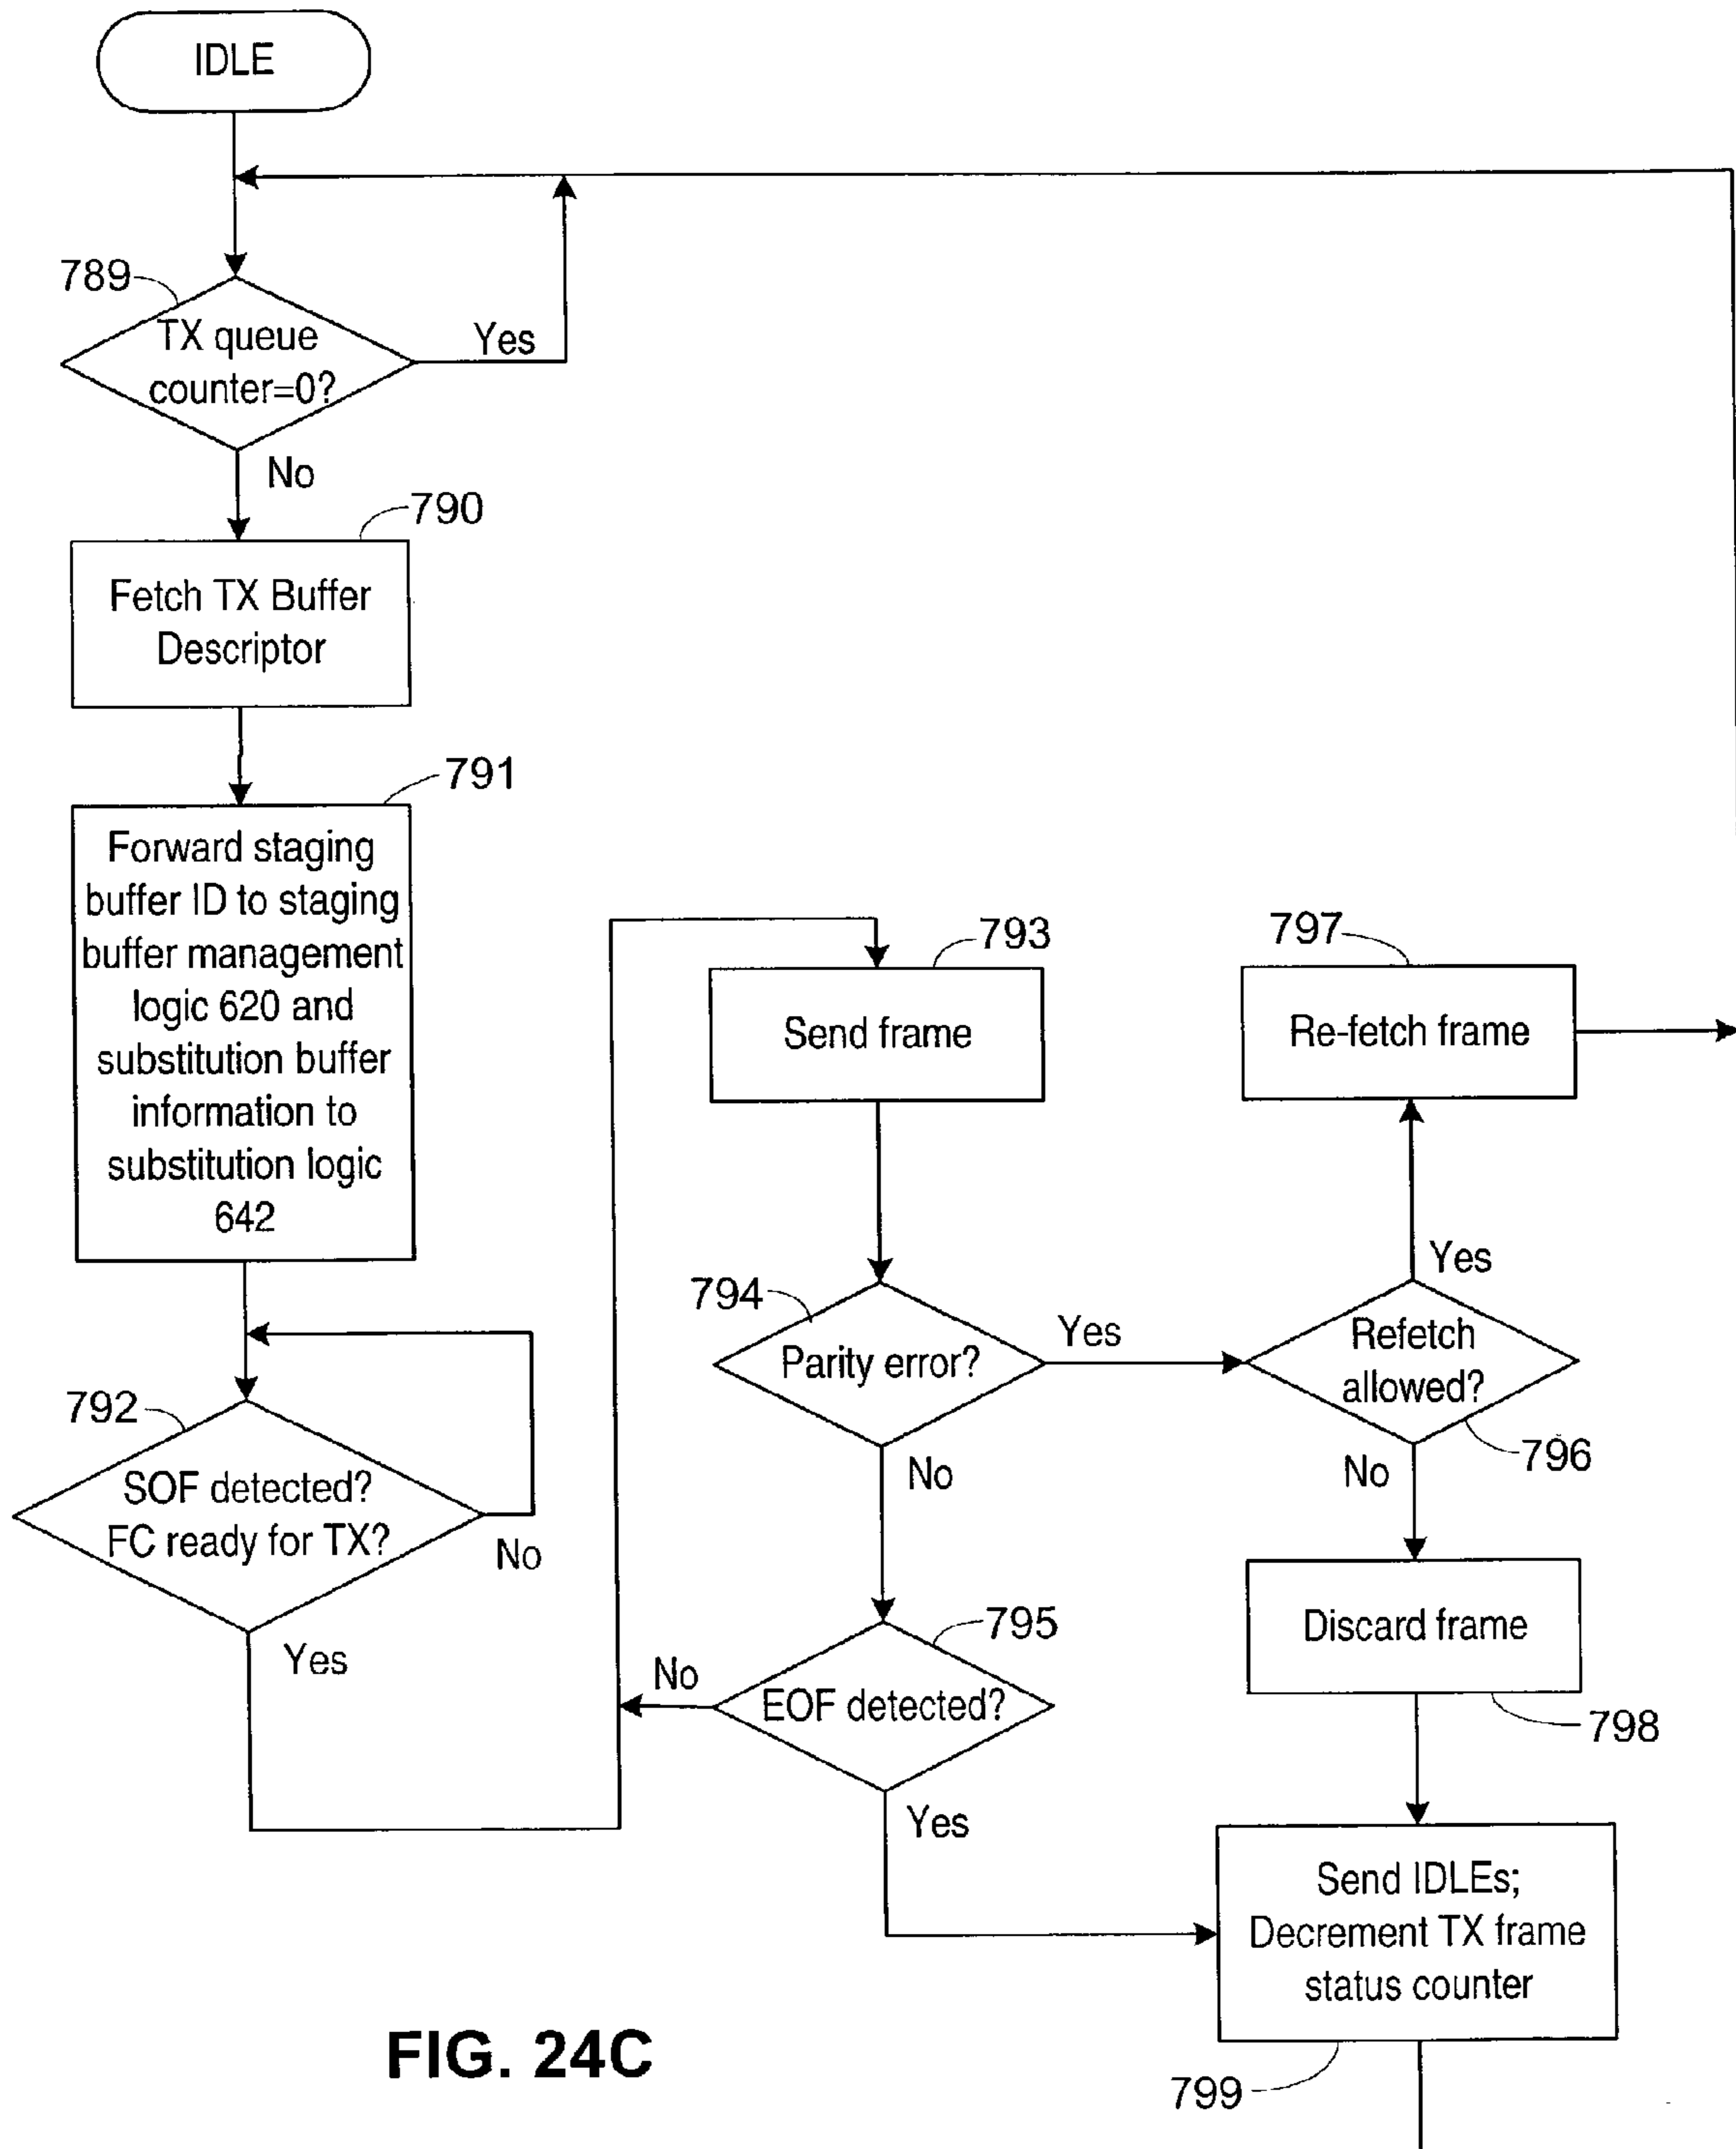 IDLE
789
TX queue
counter=0?
Yes
No
790
Fetch TX Buffer
Descriptor
791
Forward staging
buffer ID to staging
buffer management
logic 620 and
substitution buffer
information to
substitution logic
642
792
SOF detected?
FC ready for TX?
No
Yes
793
Send frame
794
Parity error?
Yes
No
795
EOF detected?
No
Yes
797
Re-fetch frame
Yes
Refetch
allowed?
796
No
Discard frame
798
Send IDLEs;
Decrement TX frame
status counter
799
FIG. 24C